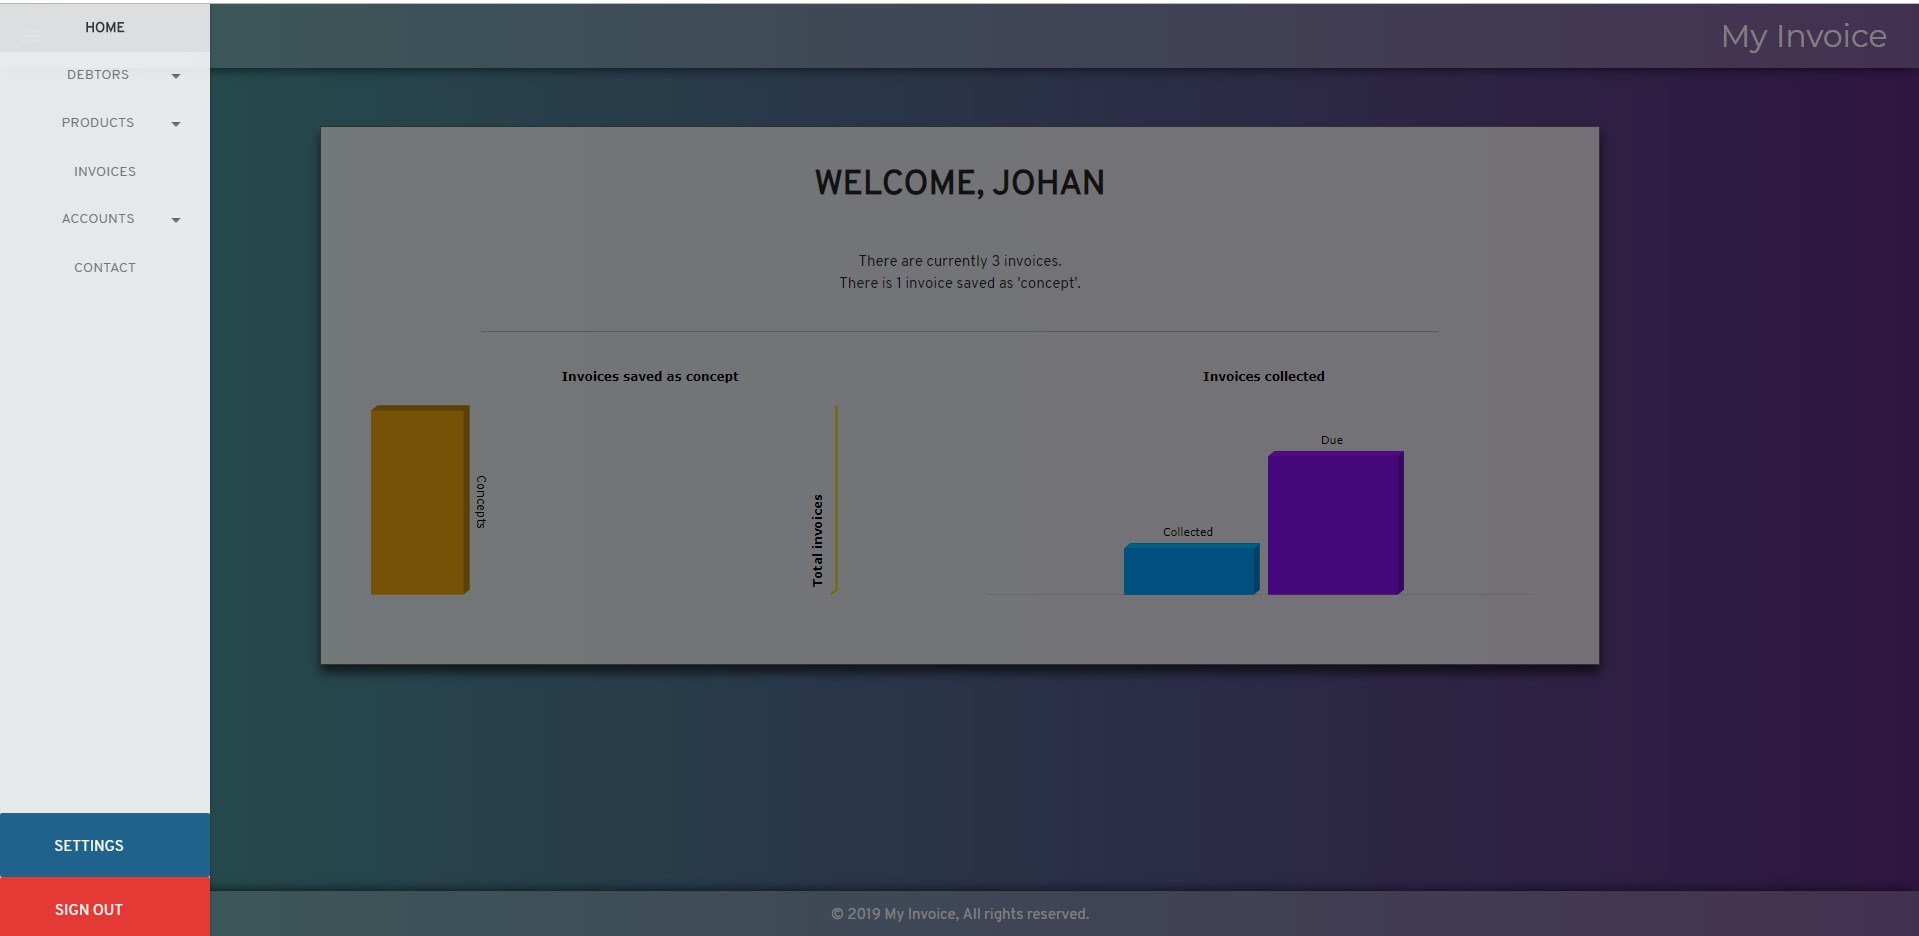 HOME
DEBTORS
PRODUCTS
INVOICES
ACCOUNTS
CONTACT
SETTINGS
SIGN OUT
My Invoice
WELCOME, JOHAN
There are currently 3 invoices.
There is 1 invoice saved as 'concept'.
Invoices saved as concept
Concepts
Total invoices
Invoices collected
Collected
Due
© 2019 My Invoice, All rights reserved.